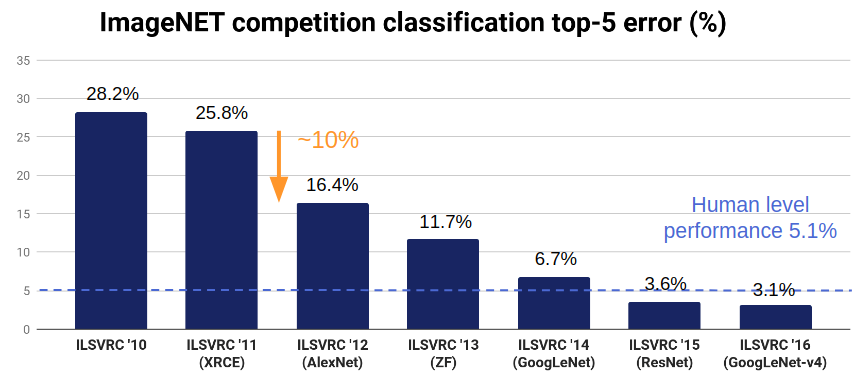 ImageNET competition classification top-5 error (%)
35
30
25
20
15
10
5
0
28.2%
25.8%
~10%
16.4%
11.7%
6.7%
3.6%
3.1%
Human level
performance 5.1%
ILSVRC '10
ILSVRC '11
(XRCE)
ILSVRC '12
(AlexNet)
ILSVRC '13
(ZF)
ILSVRC '14
(GoogLeNet)
ILSVRC '15
(ResNet)
ILSVRC '16
(GoogLeNet-v4)